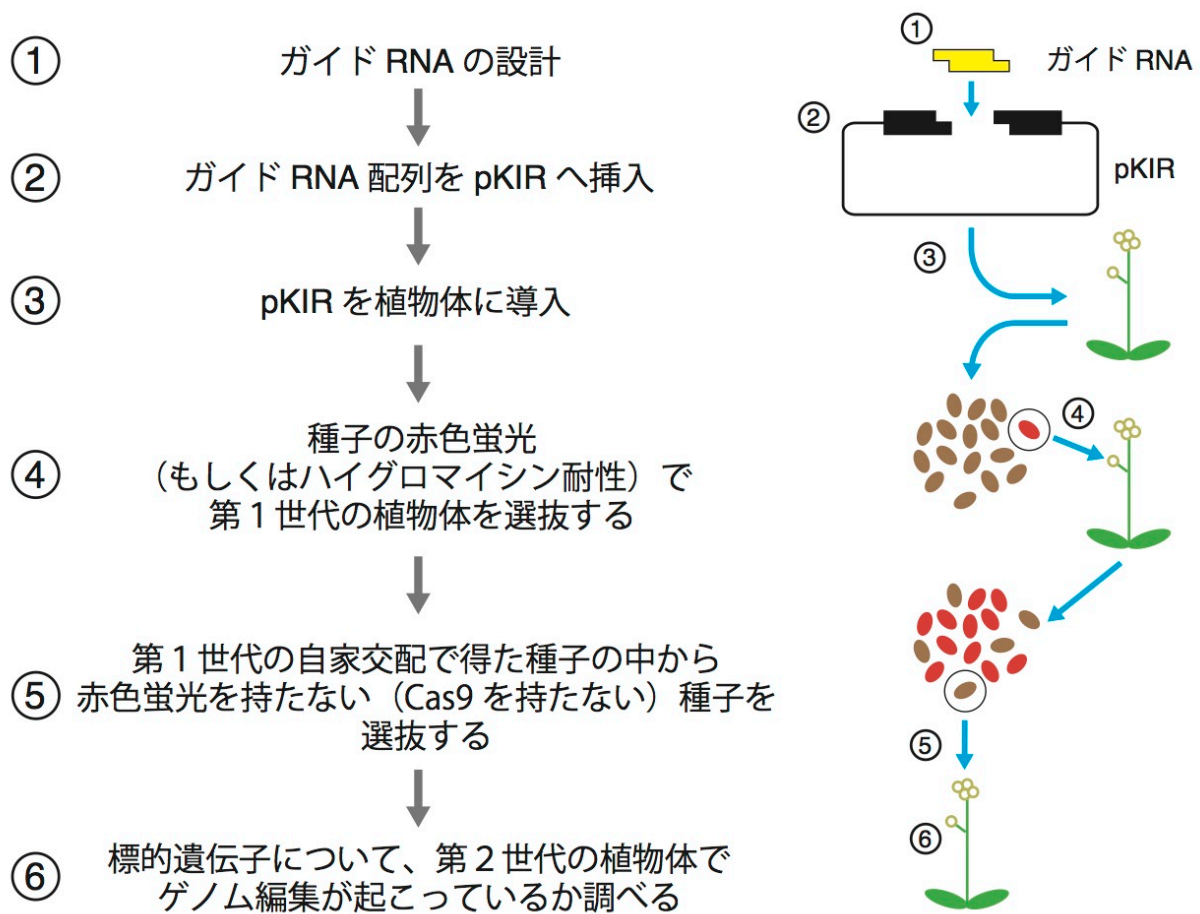 ①
ガイド RNA の設計
②
ガイド RNA 配列を pKIR へ挿入
③
pKIR を植物体に導入
④
種子の赤色蛍光
（もしくはハイグロマイシン耐性）で
第１世代の植物体を選抜する
⑤
第１世代の自家交配で得た種子の中から
赤色蛍光を持たない（Cas9 を持たない）種子を
選抜する
⑥
標的遺伝子について、第２世代の植物体で
ゲノム編集が起こっているか調べる
①
ガイド RNA
②
pKIR
③
④
⑤
⑥